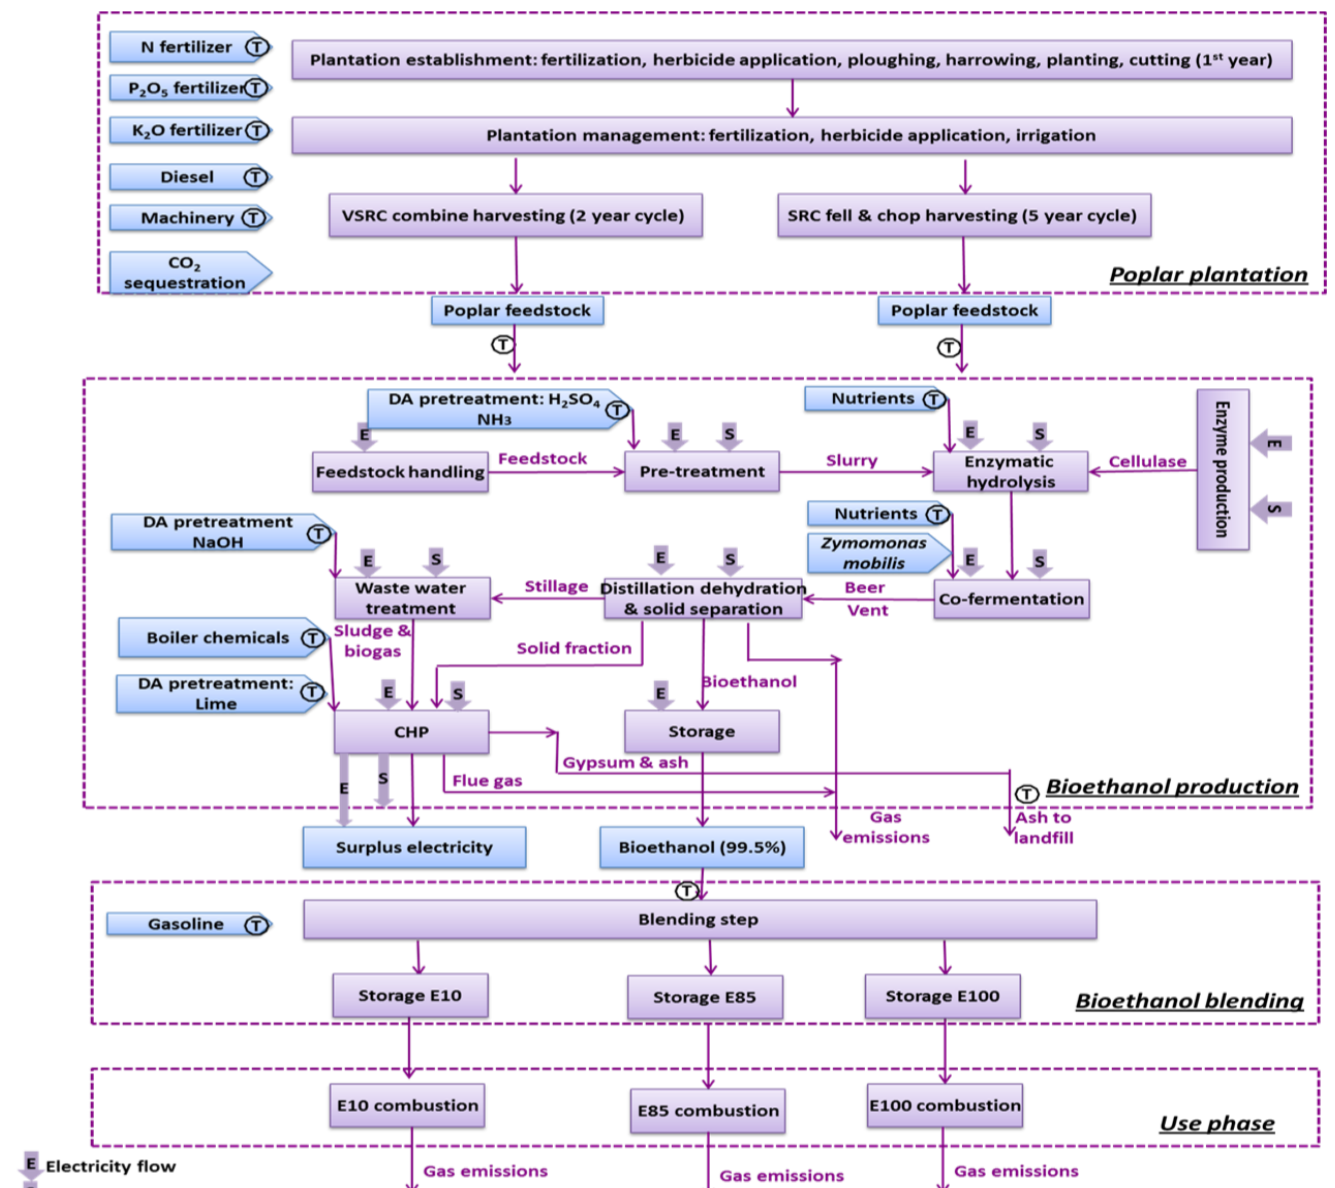 N fertilizer T
Plantation establishment: fertilization, herbicide application, ploughing, harrowing, planting, cutting (1st year)
P₂O₅ fertilizer T
K₂O fertilizer T
Plantation management: fertilization, herbicide application, irrigation
Diesel T
Machinery T
VSRC combine harvesting (2 year cycle)
SRC fell & chop harvesting (5 year cycle)
CO₂
sequestration
Poplar plantation
Poplar feedstock
Poplar feedstock
T
T
DA pretreatment: H₂SO₄
NH₃
T
Nutrients T
E
E
S
E
S
Feedstock handling
Feedstock
Pre-treatment
Slurry
Enzymatic
hydrolysis
Cellulase
Enzyme production
E
S
DA pretreatment
NaOH
T
Nutrients T
Zymomonas
mobilis
E
S
E
S
E
S
Waste water
treatment
Stillage
Distillation dehydration
& solid separation
Beer
Vent
Co-fermentation
Boiler chemicals T
Sludge &
biogas
Solid fraction
Bioethanol
DA pretreatment:
Lime
T
E
S
E
CHP
Storage
Gypsum & ash
Flue gas
E
S
T
Bioethanol production
Surplus electricity
Bioethanol (99.5%)
Gas
emissions
Ash to
landfill
T
Gasoline T
Blending step
Storage E10
Storage E85
Storage E100
Bioethanol blending
E10 combustion
E85 combustion
E100 combustion
Use phase
E Electricity flow
Gas emissions
Gas emissions
Gas emissions